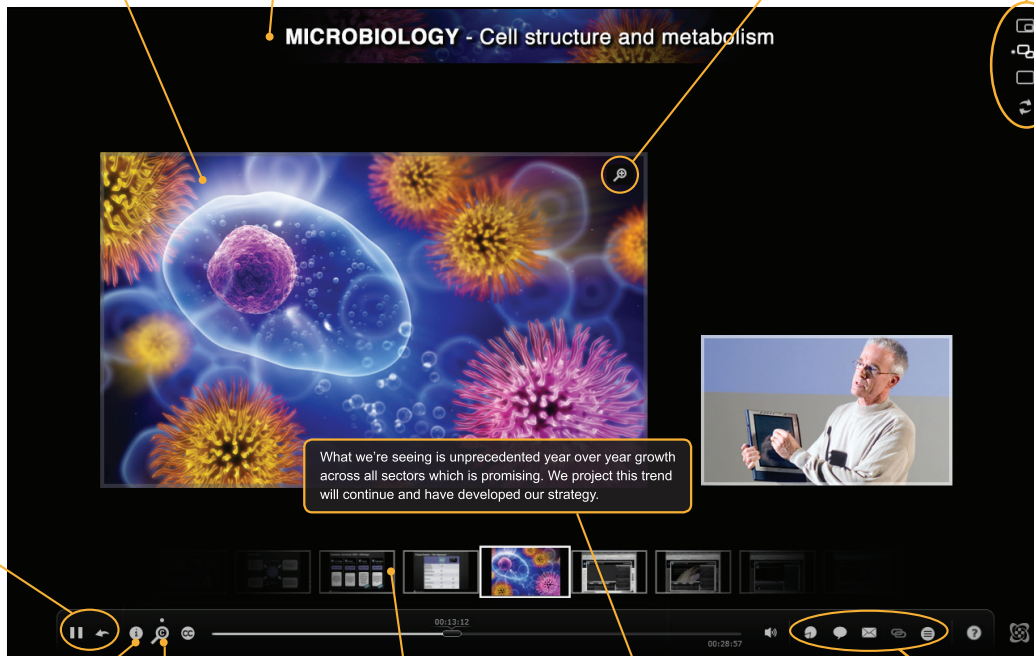 MICROBIOLOGY - Cell structure and metabolism
What we're seeing is unprecedented year over year growth
across all sectors which is promising. We project this trend
will continue and have developed our strategy.
00:13:12
CC
00:28:57